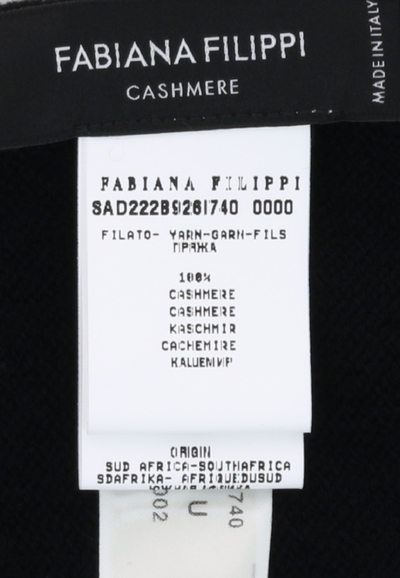 FABIANA FILIPPI
CASHMERE
MADE IN ITALY
FABIANA FILIPPI
SAD222B926I740 0000
FILATO- YARN-GARN-FILS
ПРЯЖА
100%
CASHMERE
CASHMERE
KASCHMIR
CACHEMIRE
КАШЕМИР
ORIGIN
SUD AFRICA-SOUTHAFRICA
SDAFRIKA- AFRIQUEDUSUD
740
U
002